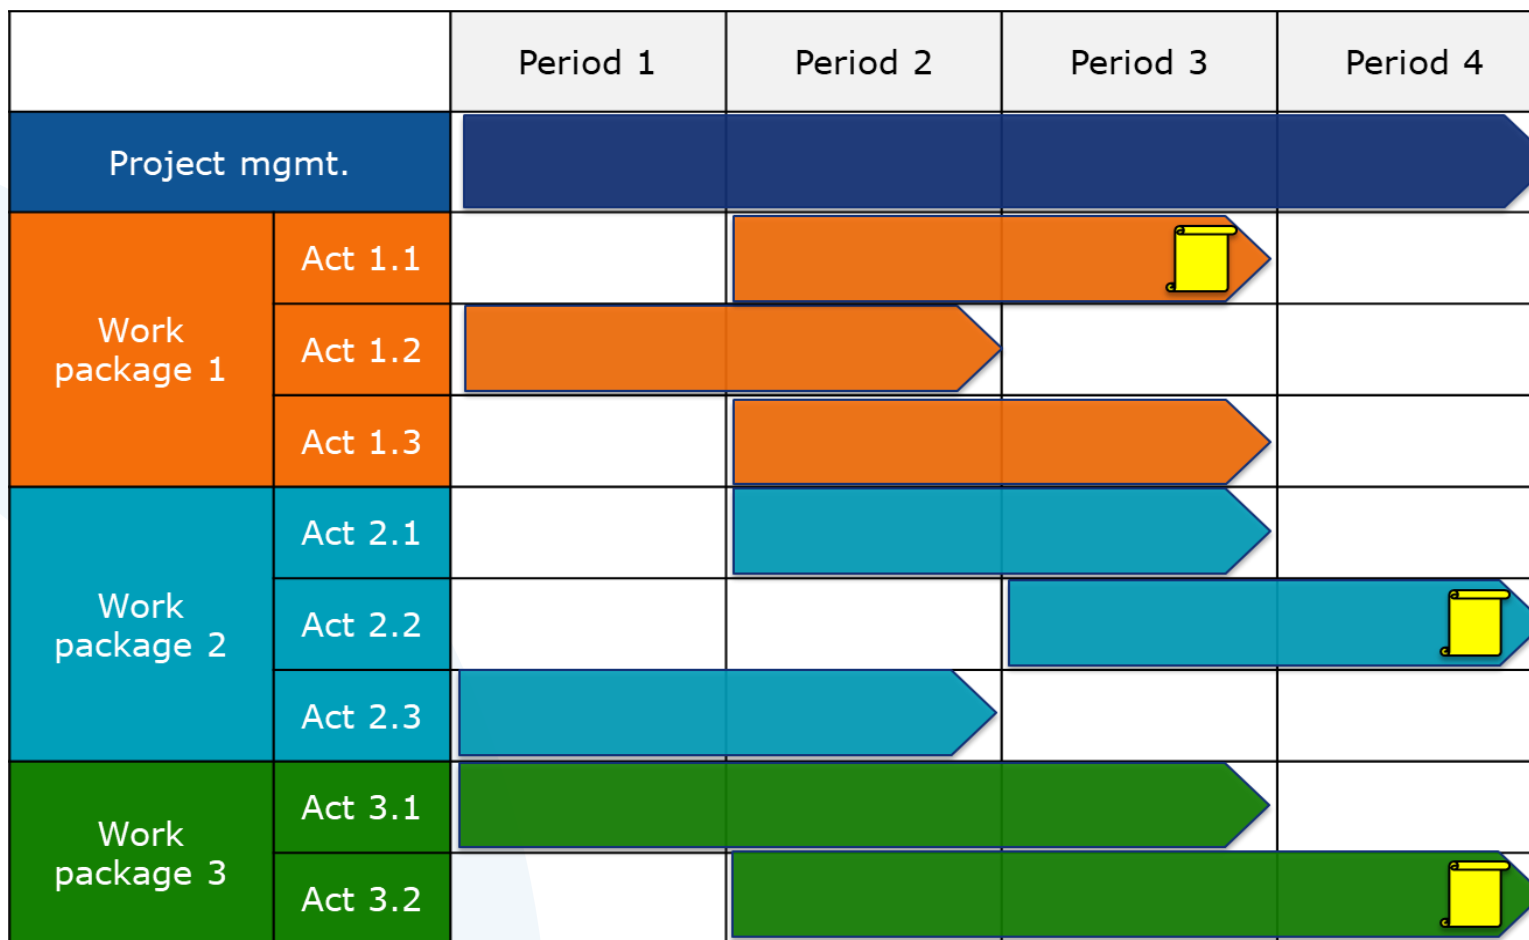 Period 1
Period 2
Period 3
Period 4
Project mgmt.
Work
package 1
Act 1.1
Act 1.2
Act 1.3
Work
package 2
Act 2.1
Act 2.2
Act 2.3
Work
package 3
Act 3.1
Act 3.2